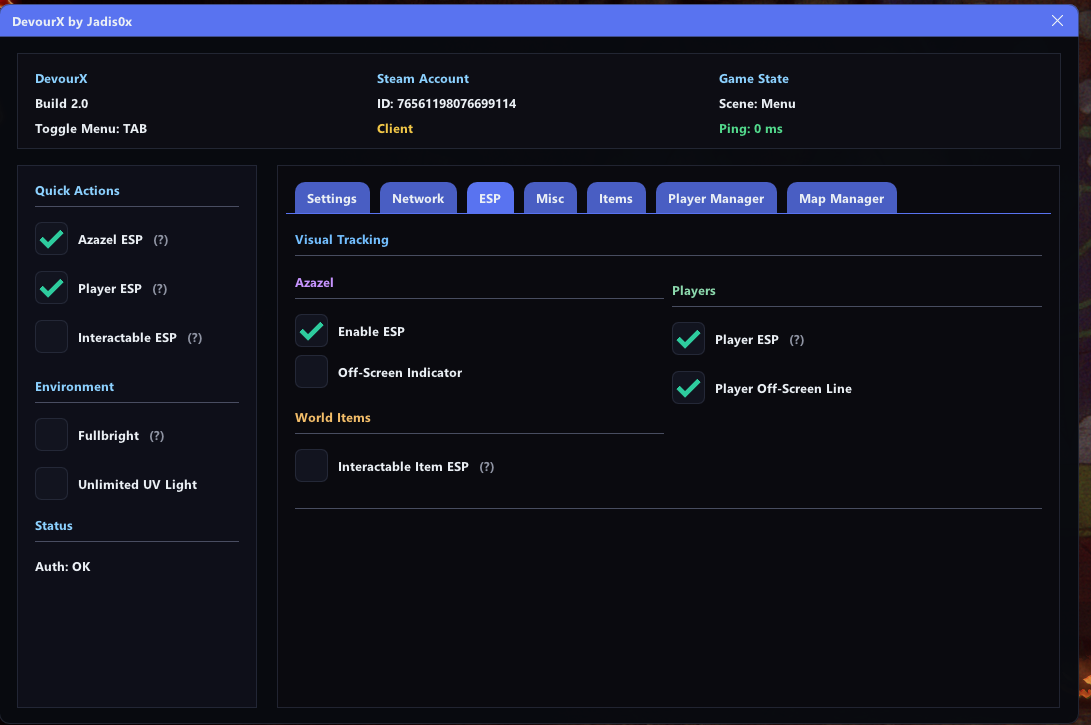 DevourX by Jadis0x
DevourX
Build 2.0
Toggle Menu: TAB
Steam Account
ID: 76561198076699114
Client
Game State
Scene: Menu
Ping: 0 ms
Quick Actions
Azazel ESP (?)
Player ESP (?)
Interactable ESP (?)
Environment
Fullbright (?)
Unlimited UV Light
Status
Auth: OK
Settings Network ESP Misc Items Player Manager Map Manager
Visual Tracking
Azazel
Enable ESP
Off-Screen Indicator
World Items
Interactable Item ESP (?)
Players
Player ESP (?)
Player Off-Screen Line